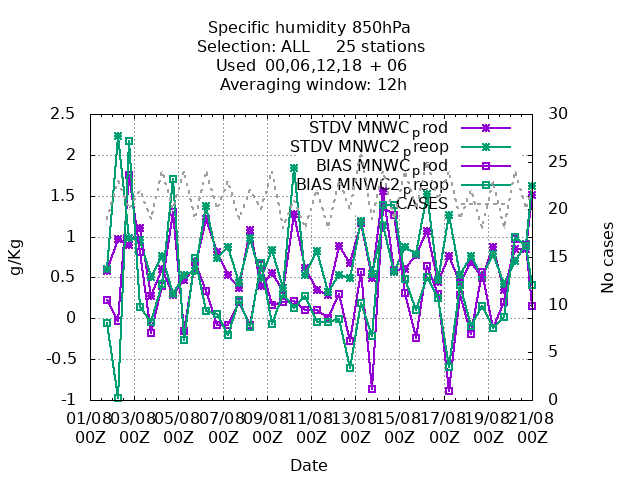 Specific humidity 850hPa
Selection: ALL 25 stations
Used 00,06,12,18 + 06
Averaging window: 12h
2.5
2
1.5
1
0.5
0
-0.5
-1
30
25
20
15
10
5
0
STDV MNWC_prod
STDV MNWC2_preop
BIAS MNWC_prod
BIAS MNWC2_preop
CASES
g/Kg
No cases
01/08 03/08 05/08 07/08 09/08 11/08 13/08 15/08 17/08 19/08 21/08
00Z 00Z 00Z 00Z 00Z 00Z 00Z 00Z 00Z 00Z 00Z
Date